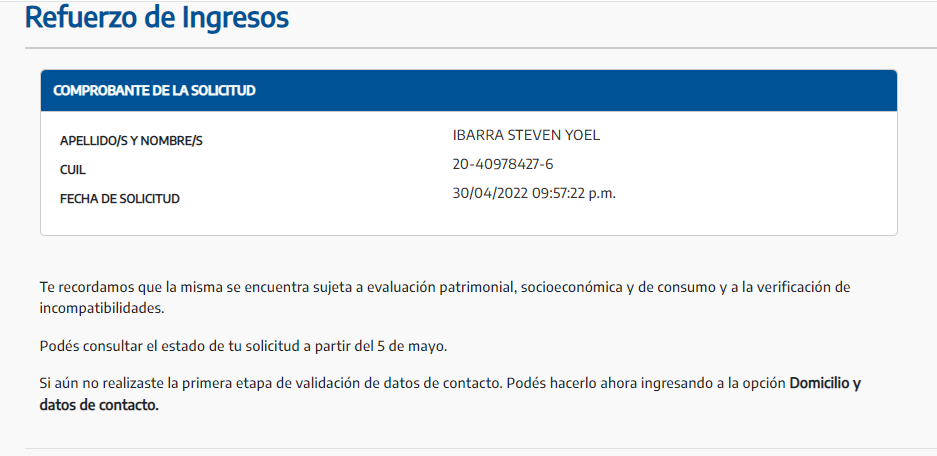 Refuerzo de Ingresos
COMPROBANTE DE LA SOLICITUD
APELLIDO/S Y NOMBRE/S IBARRA STEVEN YOEL
CUIL 20-40978427-6
FECHA DE SOLICITUD 30/04/2022 09:57:22 p.m.
Te recordamos que la misma se encuentra sujeta a evaluación patrimonial, socioeconómica y de consumo y a la verificación de
incompatibilidades.
Podés consultar el estado de tu solicitud a partir del 5 de mayo.
Si aún no realizaste la primera etapa de validación de datos de contacto. Podés hacerlo ahora ingresando a la opción Domicilio y
datos de contacto.